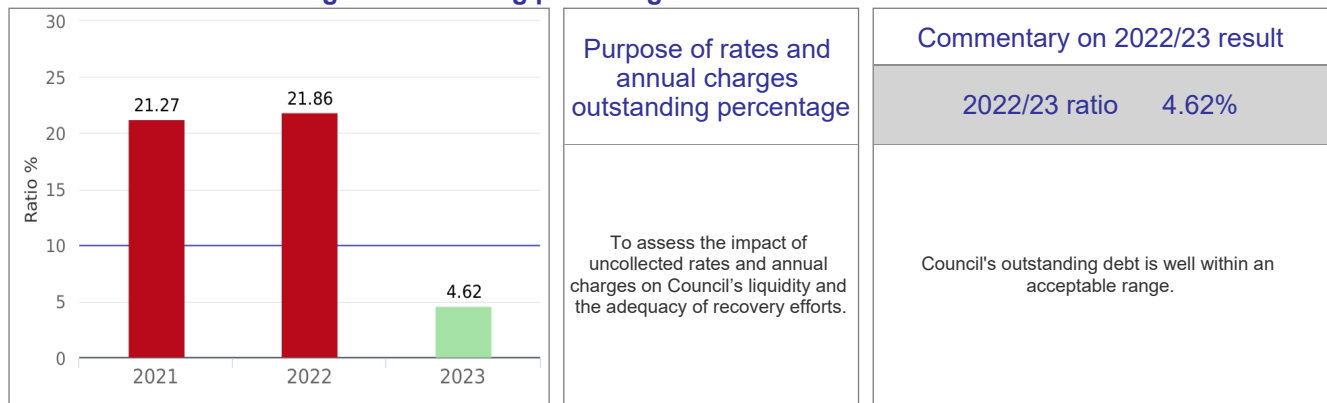 30
25
20
15
10
5
0
Ratio %
21.27
21.86
4.62
2021
2022
2023
Purpose of rates and
annual charges
outstanding percentage
To assess the impact of
uncollected rates and annual
charges on Council’s liquidity and
the adequacy of recovery efforts.
Commentary on 2022/23 result
2022/23 ratio 4.62%
Council's outstanding debt is well within an
acceptable range.